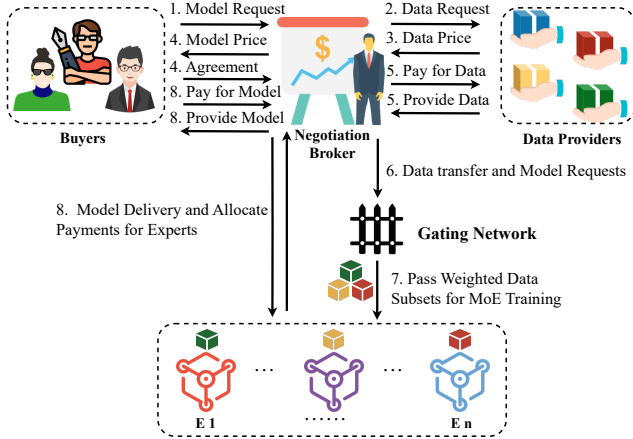 1. Model Request
4. Model Price
4. Agreement
8. Pay for Model
8. Provide Model
Buyers
$
Negotiation
Broker
2. Data Request
3. Data Price
5. Pay for Data
5. Provide Data
Data Providers
6. Data transfer and Model Requests
8. Model Delivery and Allocate
Payments for Experts
Gating Network
7. Pass Weighted Data
Subsets for MoE Training
...
...
......
E 1
E n